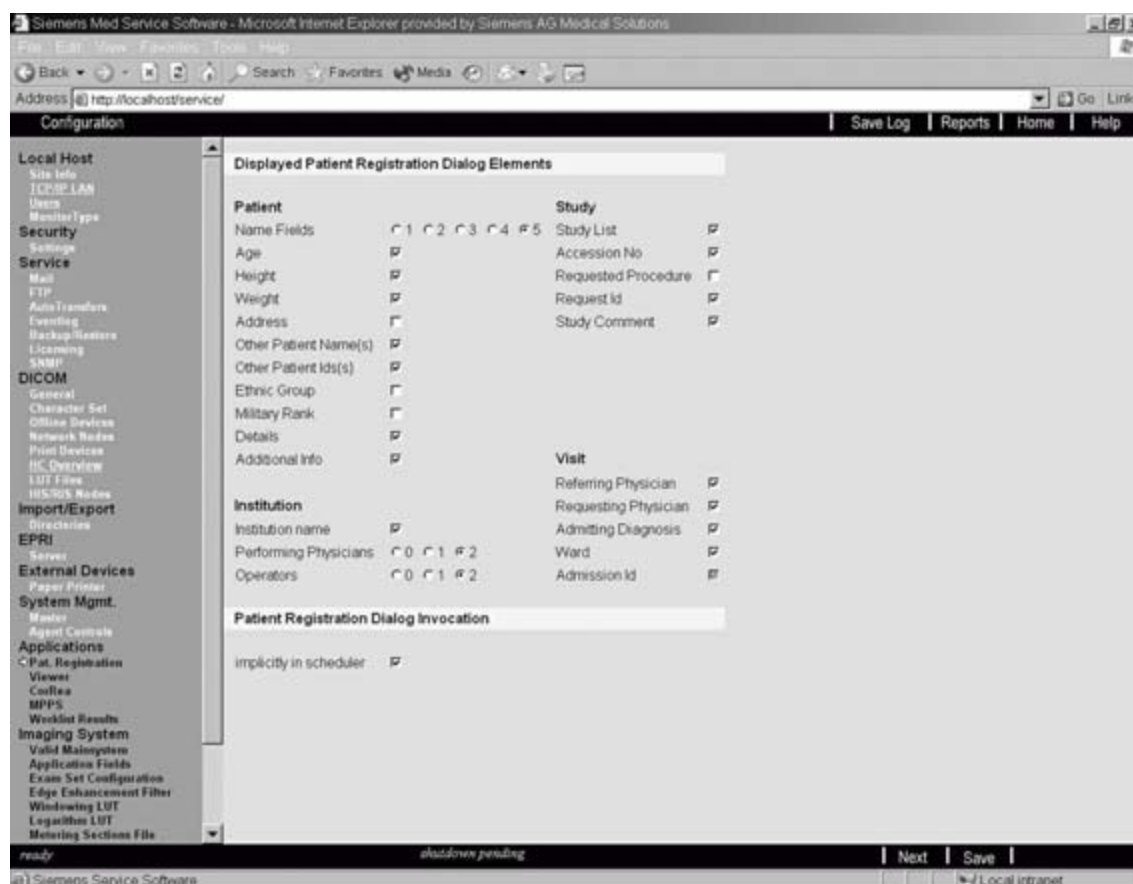 Siemens Med Service Software - Microsoft Internet Explorer provided by Siemens AG Medical Solutions
File Edit View Favorites Tools Help
Back Search Favorites Media
Address http://localhost/service/ Go Link
Configuration Save Log Reports Home Help
Local Host
Site Info
TCP/IP LAN
Users
MonitorType
Security
Settings
Service
Mail
FTP
AutoTransfers
Eventlog
Backup/Restore
Licensing
SNMP
DICOM
General
Character Set
Offline Devices
Network Nodes
Print Devices
HC Overview
LUT Files
HIS/RIS Nodes
Import/Export
Directories
EPRI
Server
External Devices
Paper Printer
System Mgmt.
Master
Agent Controls
Applications
Pat. Registration
Viewer
CorRea
MPPS
Worklist Results
Imaging System
Valid Mainsystem
Application Fields
Exam Set Configuration
Edge Enhancement Filter
Windowing LUT
Logarithm LUT
Metering Sections File
Displayed Patient Registration Dialog Elements
Patient
Name Fields 1 2 3 4 5
Age
Height
Weight
Address
Other Patient Name(s)
Other Patient Ids(s)
Ethnic Group
Military Rank
Details
Additional Info
Institution
Institution name
Performing Physicians 0 1 2
Operators 0 1 2
Study
Study List
Accession No
Requested Procedure
Request Id
Study Comment
Visit
Referring Physician
Requesting Physician
Admitting Diagnosis
Ward
Admission Id
Patient Registration Dialog Invocation
implicitly in scheduler
ready shutdown pending Next Save
Siemens Service Software Local intranet